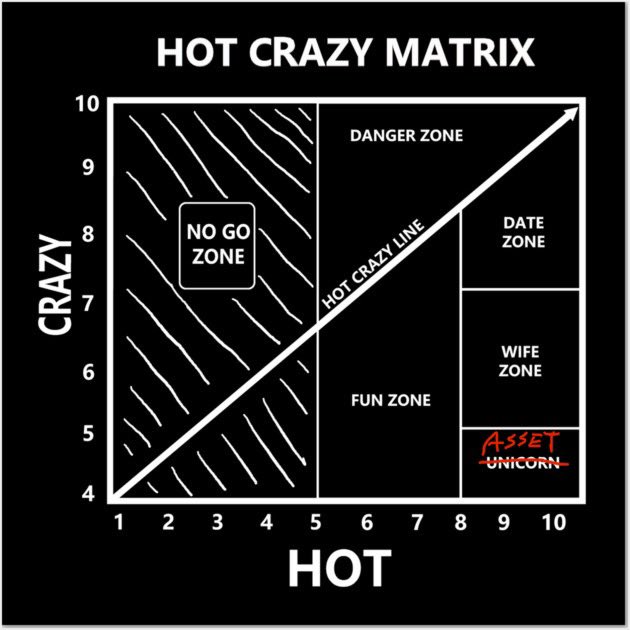 HOT CRAZY MATRIX
10
DANGER ZONE
9
NO GO
ZONE
8
DATE
ZONE
HOT CRAZY LINE
CRAZY
7
WIFE
ZONE
6
FUN ZONE
5
ASSET
UNICORN
4
1 2 3 4 5 6 7 8 9 10
HOT